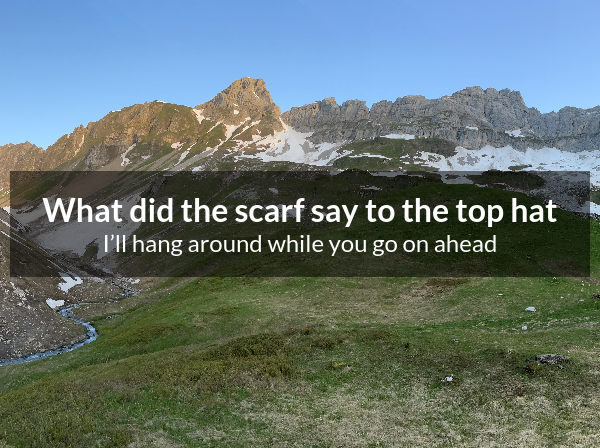 What did the scarf say to the top hat
I’ll hang around while you go on ahead